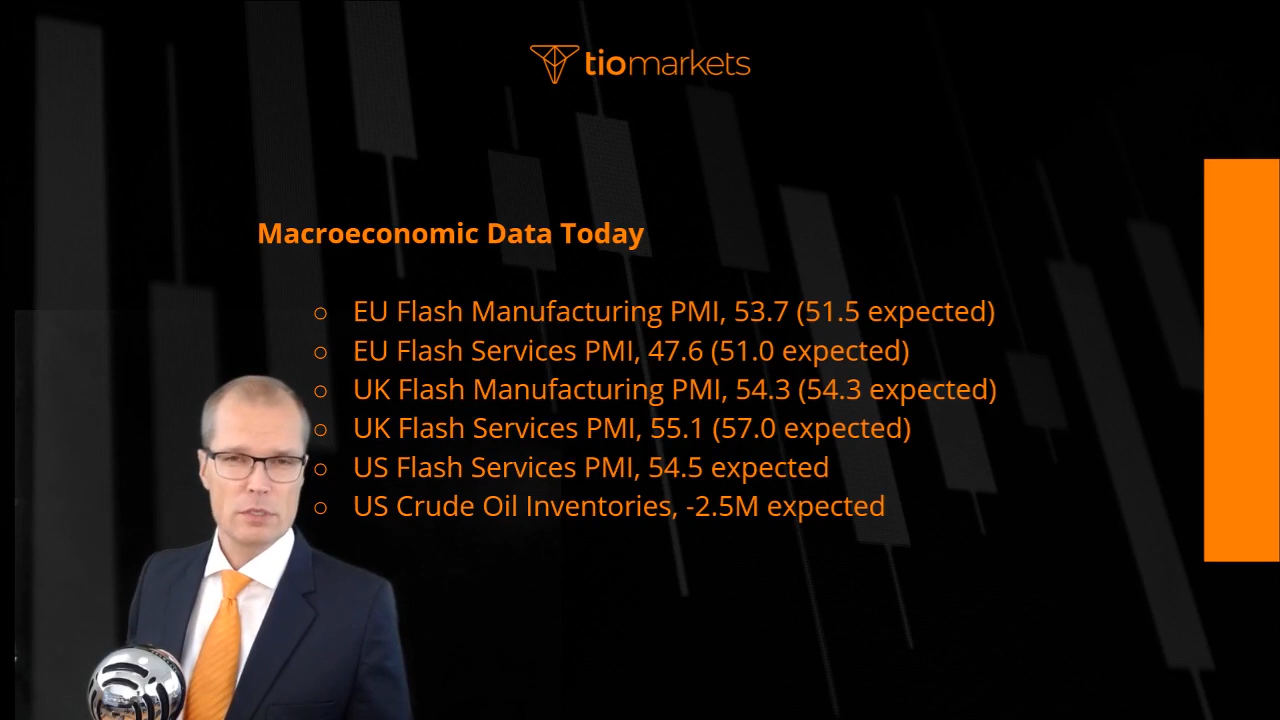 tiomarkets
Macroeconomic Data Today
○ EU Flash Manufacturing PMI, 53.7 (51.5 expected)
○ EU Flash Services PMI, 47.6 (51.0 expected)
○ UK Flash Manufacturing PMI, 54.3 (54.3 expected)
○ UK Flash Services PMI, 55.1 (57.0 expected)
○ US Flash Services PMI, 54.5 expected
○ US Crude Oil Inventories, -2.5M expected